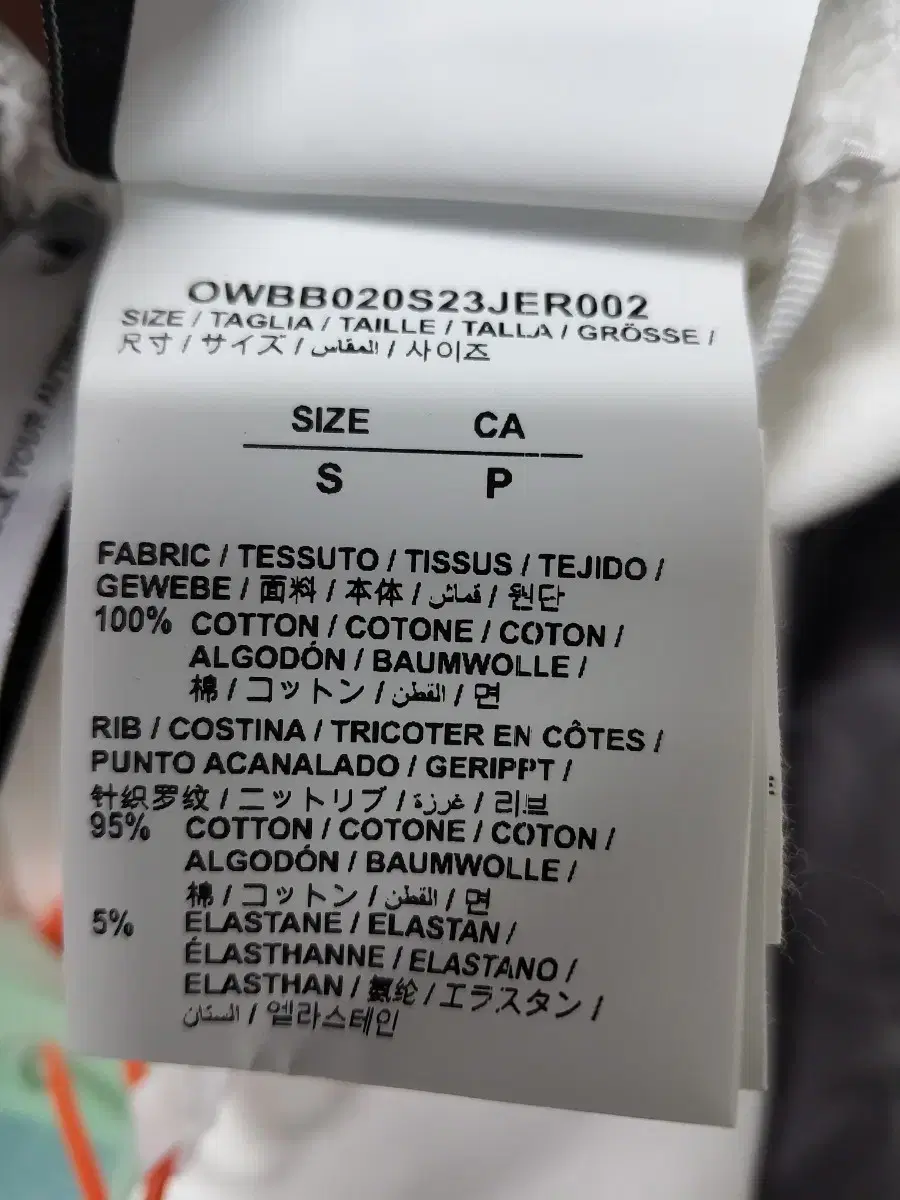 OWBB020S23JER002
SIZE / TAGLIA / TAILLE / TALLA / GRÖSSE /
尺寸 / サイズ / المقاس / 사이즈
SIZE CA
S P
FABRIC / TESSUTO / TISSUS / TEJIDO /
GEWEBE / 面料 / 本体 / قماش / 원단
100% COTTON / COTONE / COTON /
ALGODÓN / BAUMWOLLE /
棉 / コットン / القطن / 면
RIB / COSTINA / TRICOTER EN CÔTES /
PUNTO ACANALADO / GERIPPT /
针织罗纹 / ニットリブ / غرزة / 리브
95% COTTON / COTONE / COTON /
ALGODÓN / BAUMWOLLE /
棉 / コットン / القطن / 면
5% ELASTANE / ELASTAN /
ÉLASTHANNE / ELASTANO /
ELASTHAN / 氨纶 / エラスタン /
الستان / 엘라스테인
YOUR